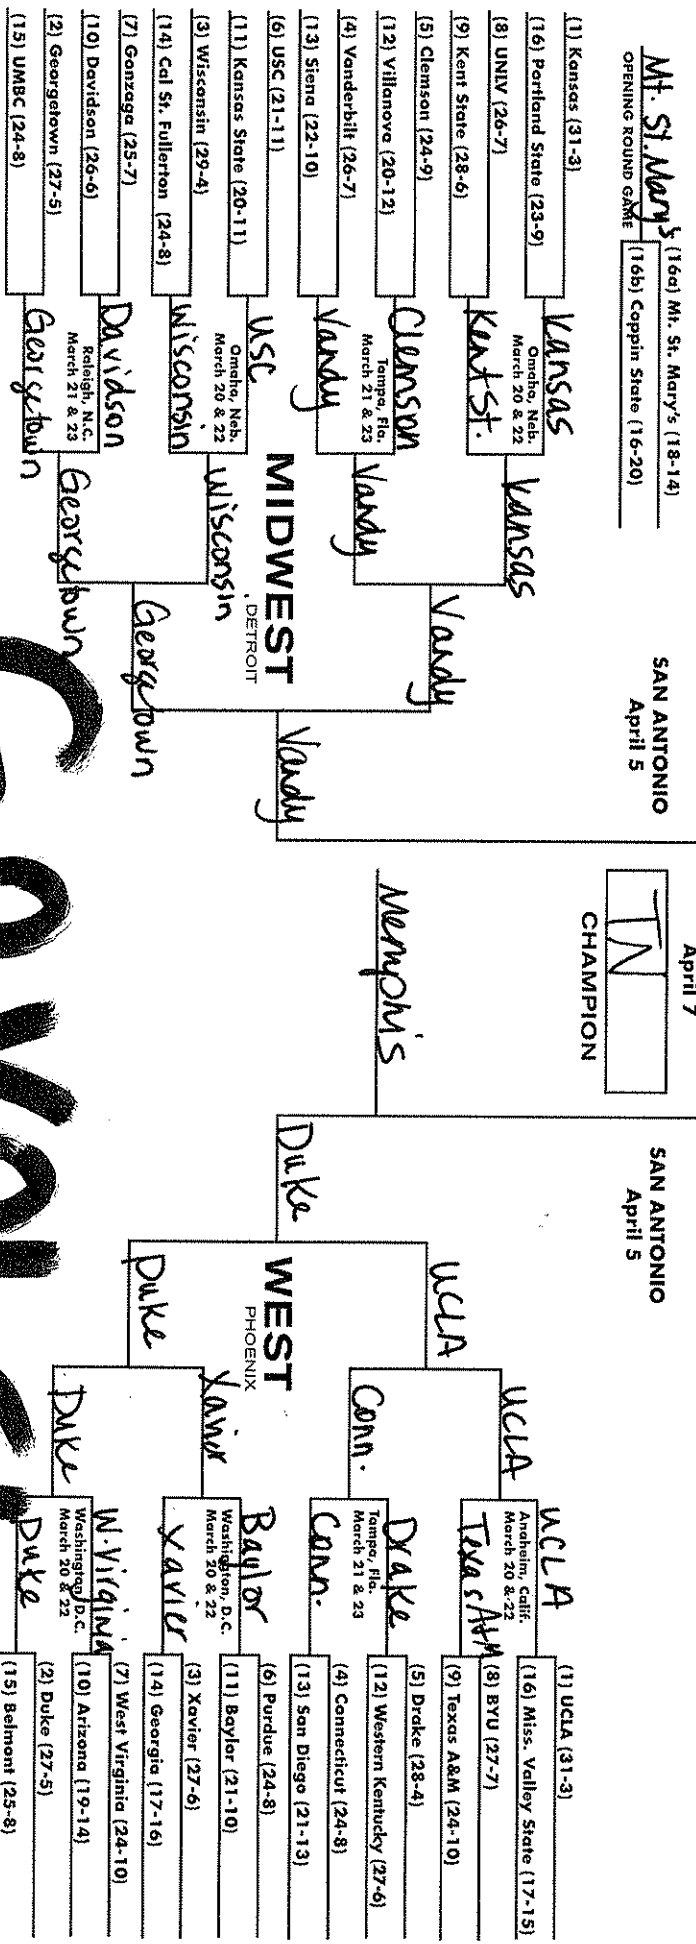 Mt. St. Mary's
OPENING ROUND GAME
(16a) Mt. St. Mary's (18-14)
(16b) Coppin State (16-20)
(1) Kansas (31-3)
(16) Portland State (23-9)
(8) UNLV (26-7)
(9) Kent State (28-6)
(5) Clemson (24-9)
(12) Villanova (20-12)
(4) Vanderbilt (26-7)
(13) Siena (22-10)
(6) USC (21-11)
(11) Kansas State (20-11)
(3) Wisconsin (29-4)
(14) Cal St. Fullerton (24-8)
(7) Gonzaga (25-7)
(10) Davidson (26-6)
(2) Georgetown (27-5)
(15) UMBC (24-8)
Kansas
Omaha, Neb.
March 20 & 22
Kent St.
Clemson
Tampa, Fla.
March 21 & 23
Vandy
USC
Omaha, Neb.
March 20 & 22
Wisconsin
Davidson
Raleigh, N.C.
March 21 & 23
Georgetown
Kansas
Vandy
Wisconsin
Georgetown
MIDWEST
DETROIT
Vandy
Georgetown
Vandy
SAN ANTONIO
April 5
April 7
TN
CHAMPION
Memphis
SAN ANTONIO
April 5
Duke
WEST
PHOENIX
UCLA
Duke
UCLA
Conn.
Xavier
Duke
UCLA
Anaheim, Calif.
March 20 & 22
Texas A&M
Drake
Tampa, Fla.
March 21 & 23
Conn.
Baylor
Washington, D.C.
March 20 & 22
Xavier
W. Virginia
Washington, D.C.
March 20 & 22
Duke
(1) UCLA (31-3)
(16) Miss. Valley State (17-15)
(8) BYU (27-7)
(9) Texas A&M (24-10)
(5) Drake (28-4)
(12) Western Kentucky (27-6)
(4) Connecticut (24-8)
(13) San Diego (21-13)
(6) Purdue (24-8)
(11) Baylor (21-10)
(3) Xavier (27-6)
(14) Georgia (17-16)
(7) West Virginia (24-10)
(10) Arizona (19-14)
(2) Duke (27-5)
(15) Belmont (25-8)